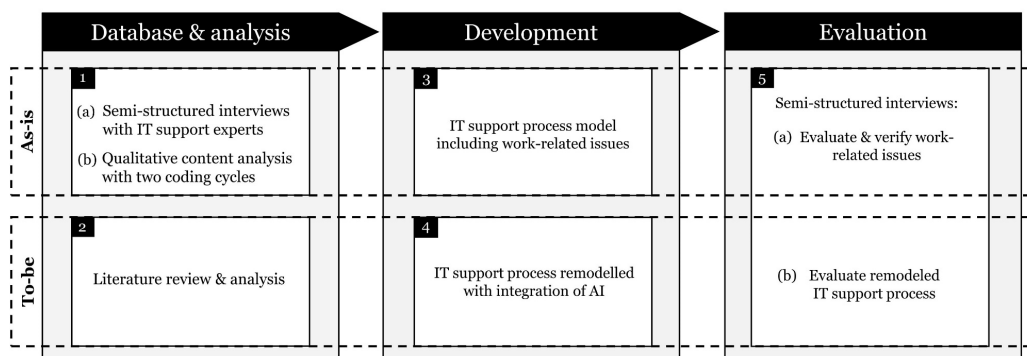 Database & analysis
Development
Evaluation
As-is
1
(a) Semi-structured interviews
with IT support experts
(b) Qualitative content analysis
with two coding cycles
3
IT support process model
including work-related issues
5
Semi-structured interviews:
(a) Evaluate & verify work-
related issues
To-be
2
Literature review & analysis
4
IT support process remodelled
with integration of AI
(b) Evaluate remodeled
IT support process